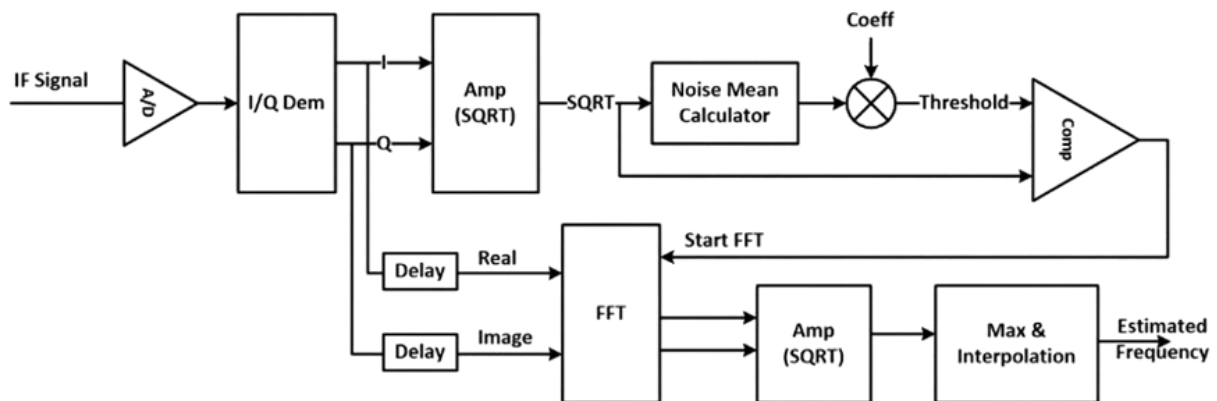 Coeff
IF Signal
A/D
I/Q Dem
I
Q
Amp
(SQRT)
SQRT
Noise Mean
Calculator
Threshold
Comp
Start FFT
Delay
Real
FFT
Delay
Image
Amp
(SQRT)
Max &
Interpolation
Estimated
Frequency